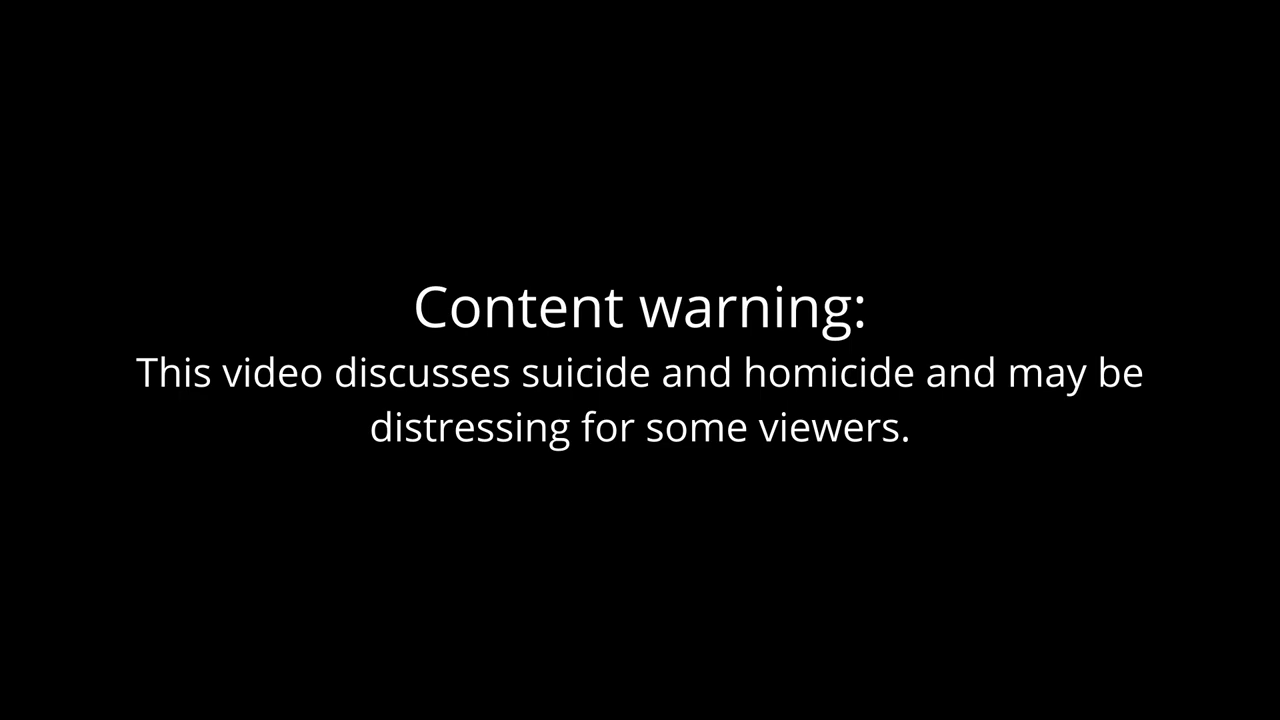 Content warning:
This video discusses suicide and homicide and may be
distressing for some viewers.